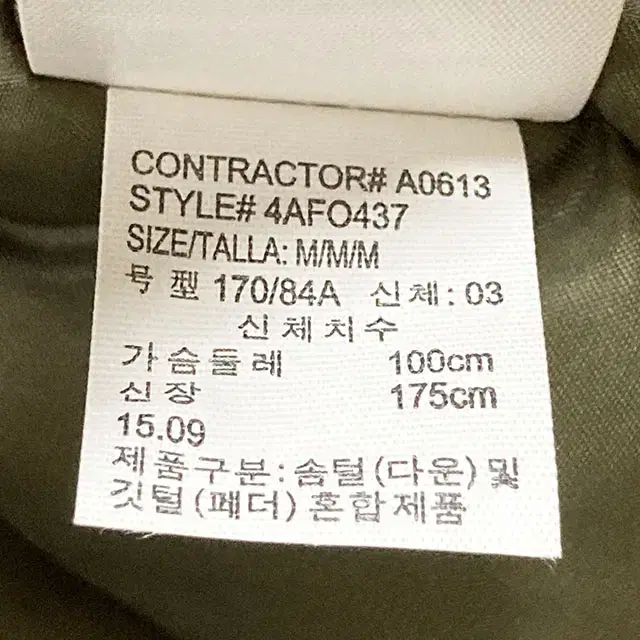 CONTRACTOR# A0613
STYLE# 4AFO437
SIZE/TALLA: M/M/M
号型 170/84A 신체: 03
신체치수
가슴둘레 100cm
신장 175cm
15.09
제품구분: 솜털(다운) 및
깃털(페더) 혼합제품